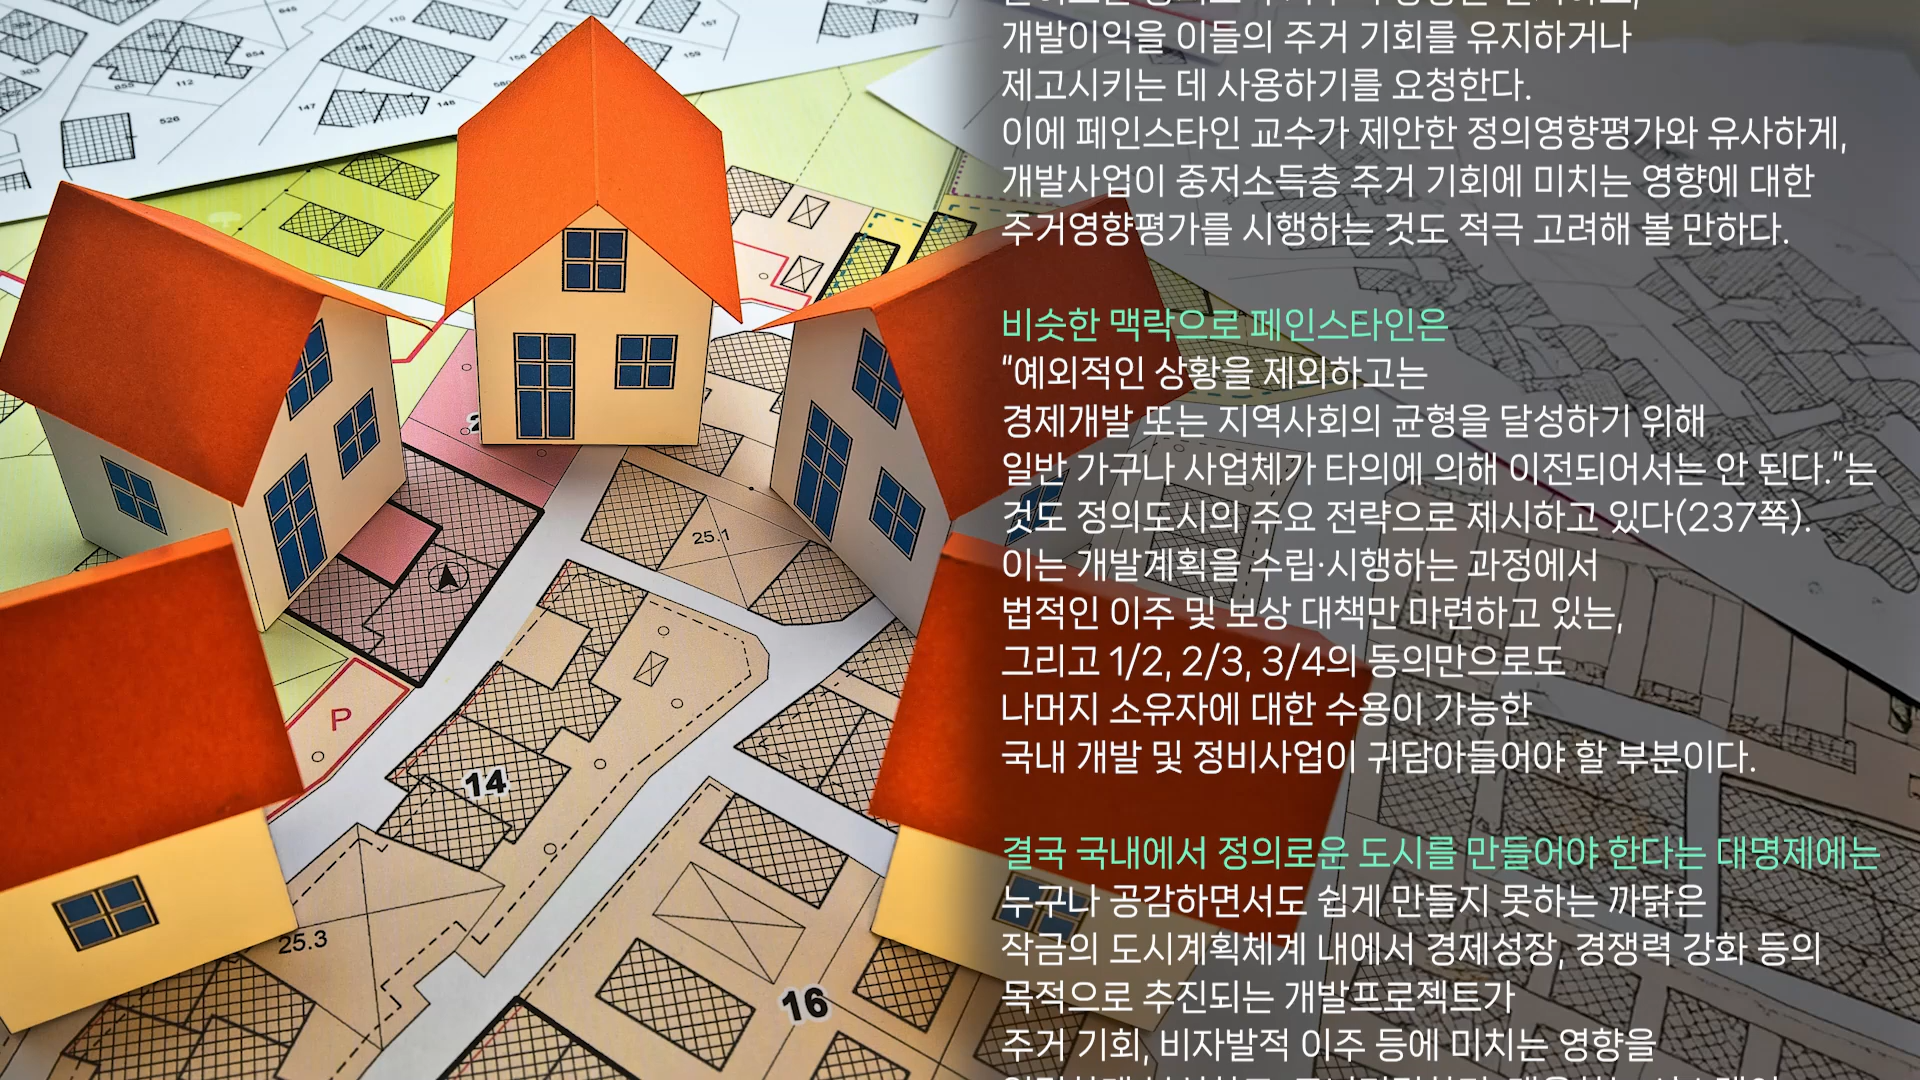 개발이익을 이들의 주거 기회를 유지하거나
제고시키는 데 사용하기를 요청한다.
이에 페인스타인 교수가 제안한 정의영향평가와 유사하게,
개발사업이 중저소득층 주거 기회에 미치는 영향에 대한
주거영향평가를 시행하는 것도 적극 고려해 볼 만하다.
비슷한 맥락으로 페인스타인은
"예외적인 상황을 제외하고는
경제개발 또는 지역사회의 균형을 달성하기 위해
일반 가구나 사업체가 타의에 의해 이전되어서는 안 된다."는
것도 정의도시의 주요 전략으로 제시하고 있다(237쪽).
이는 개발계획을 수립·시행하는 과정에서
법적인 이주 및 보상 대책만 마련하고 있는,
그리고 1/2, 2/3, 3/4의 동의만으로도
나머지 소유자에 대한 수용이 가능한
국내 개발 및 정비사업이 귀담아들어야 할 부분이다.
결국 국내에서 정의로운 도시를 만들어야 한다는 대명제에는
누구나 공감하면서도 쉽게 만들지 못하는 까닭은
작금의 도시계획체계 내에서 경제성장, 경쟁력 강화 등의
목적으로 추진되는 개발프로젝트가
주거 기회, 비자발적 이주 등에 미치는 영향을
645
110
157
159
303
654
855
112
526
147
148
156
25.1
P
14
25.3
16